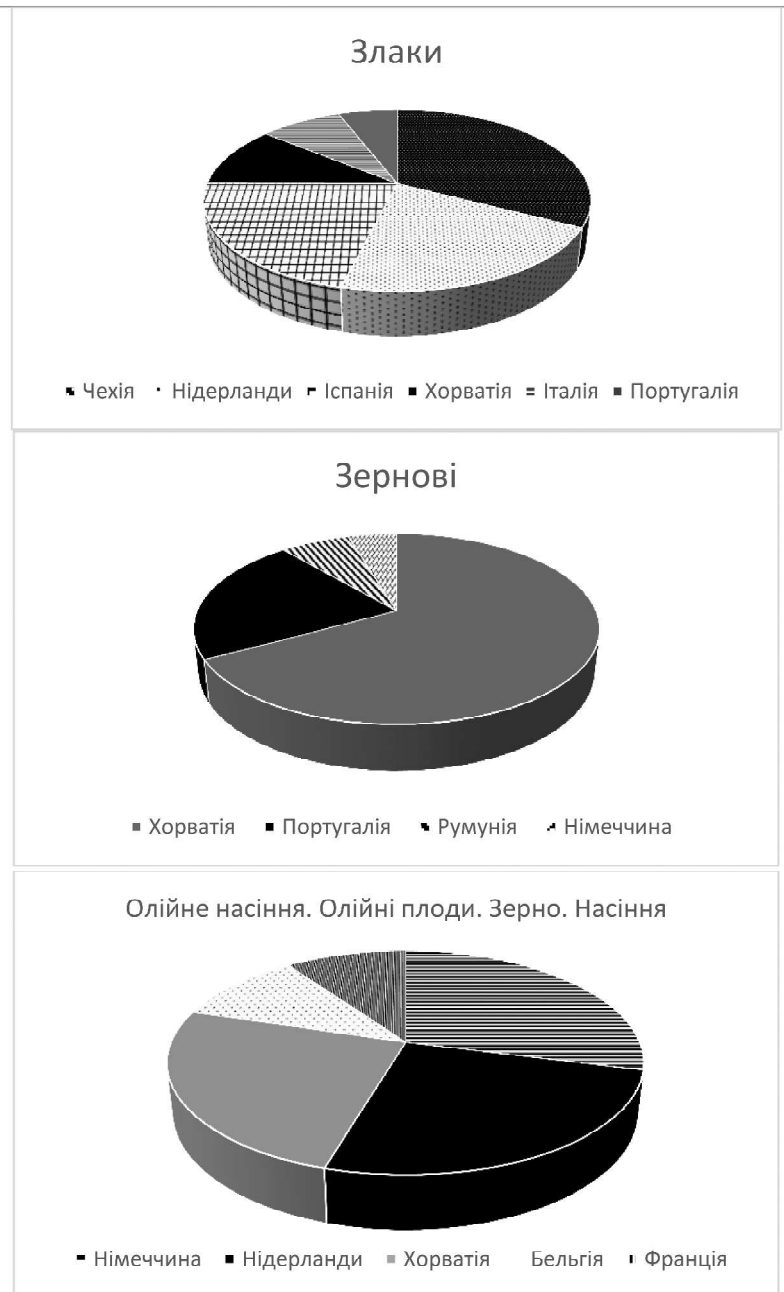 Злаки
Чехія Нідерланди Іспанія Хорватія Італія Португалія
Зернові
Хорватія Португалія Румунія Німеччина
Олійне насіння. Олійні плоди. Зерно. Насіння
Німеччина Нідерланди Хорватія Бельгія Франція